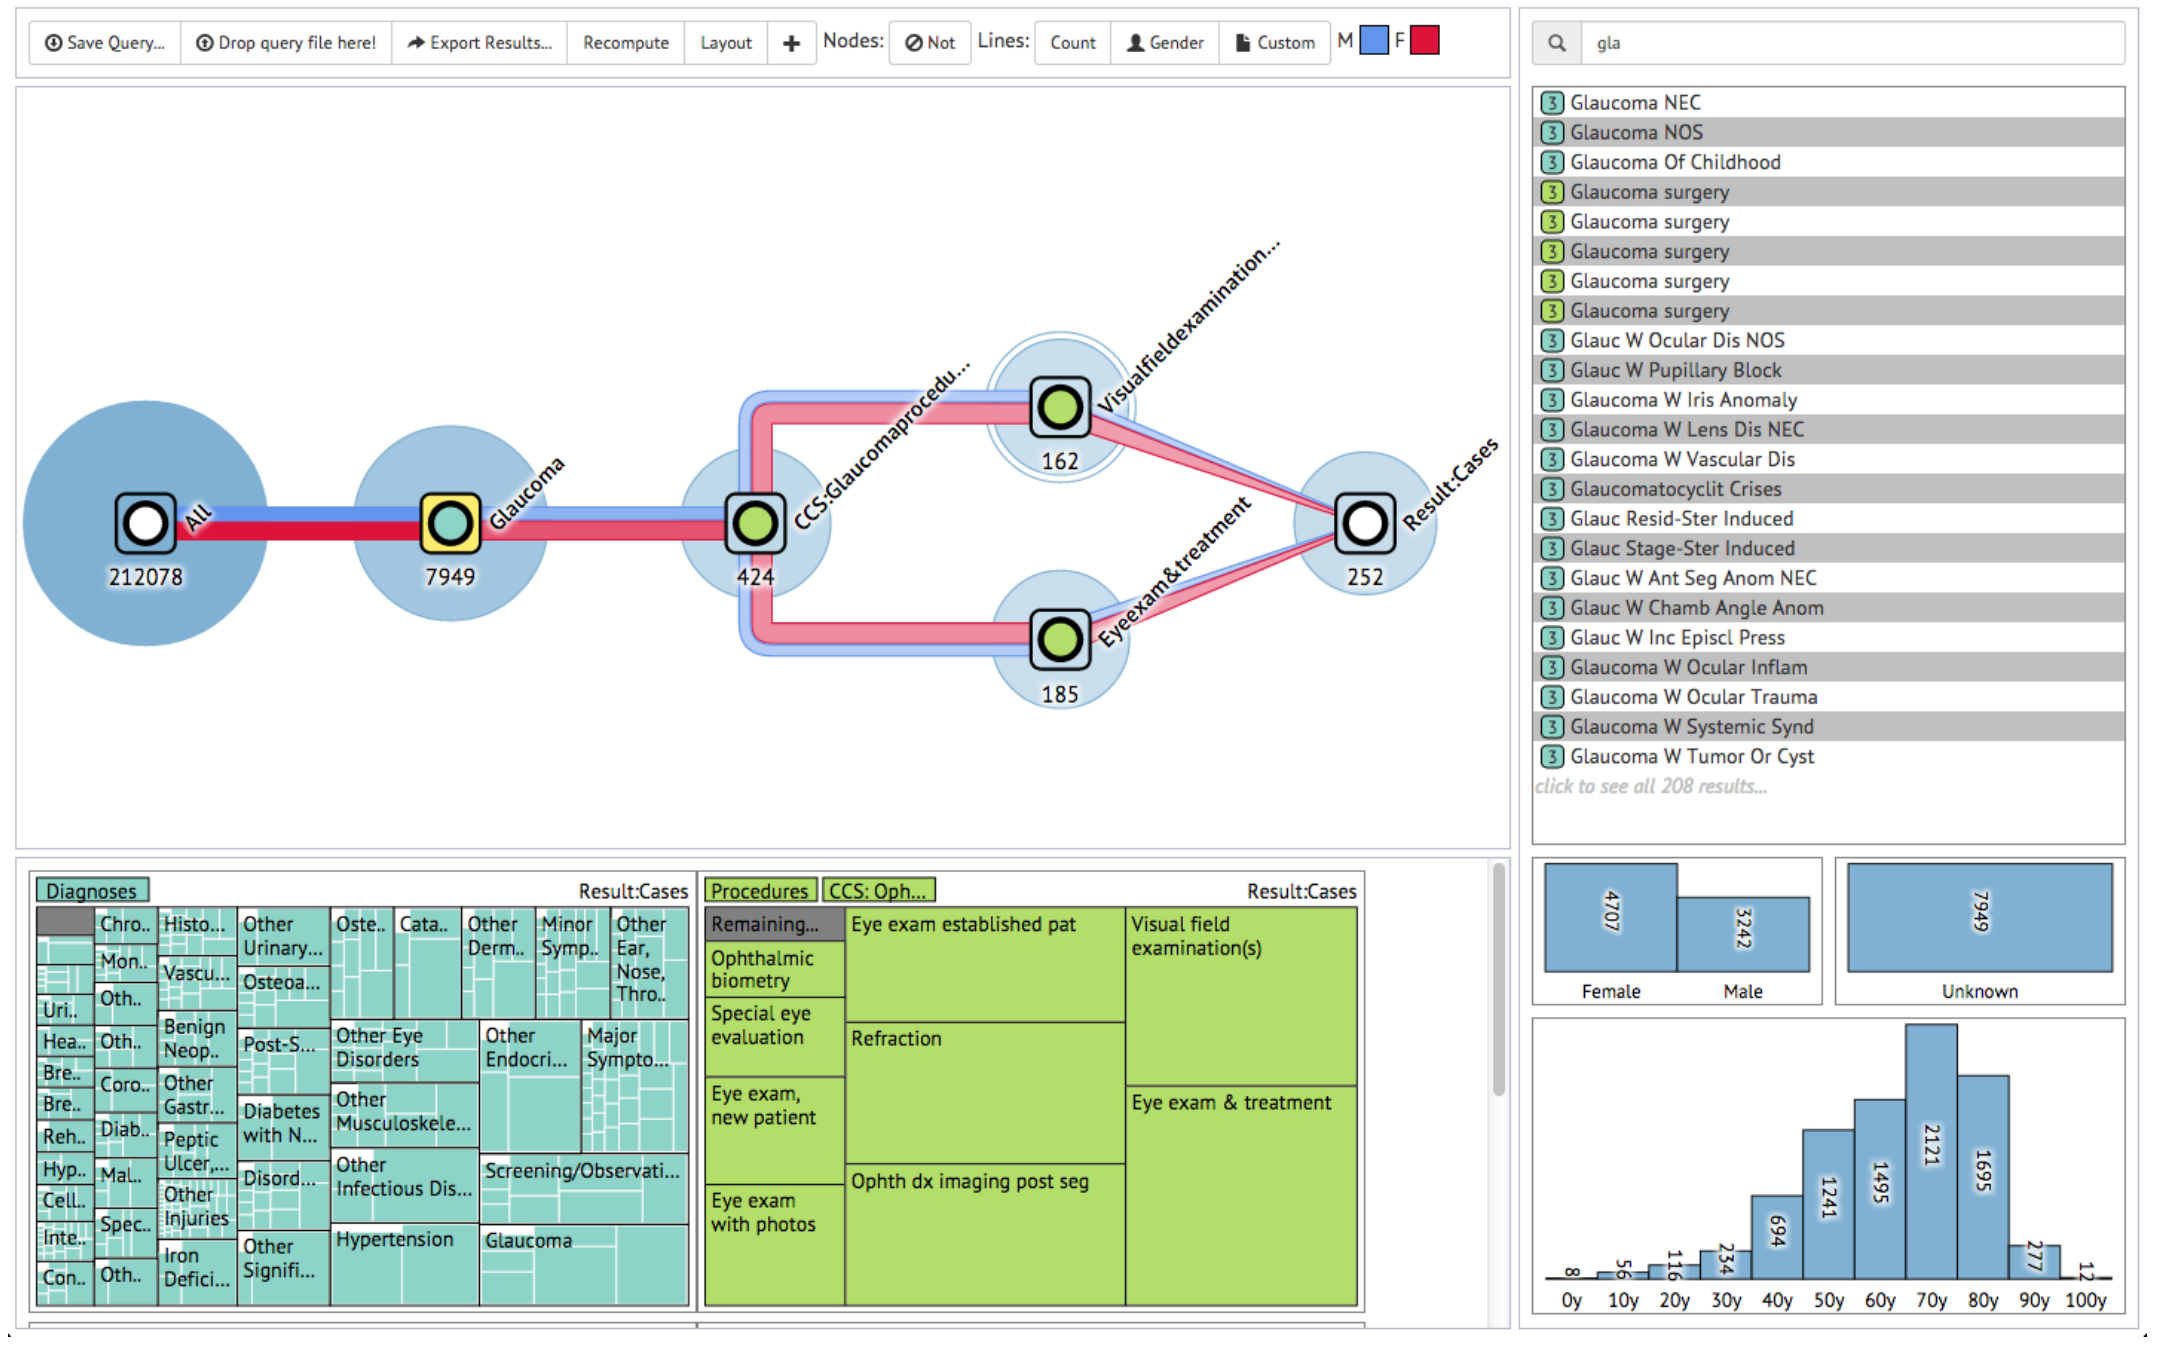 Save Query...
Drop query file here!
Export Results...
Recompute
Layout
Nodes:
Not
Lines:
Count
Gender
Custom
M
F
gla
3 Glaucoma NEC
3 Glaucoma NOS
3 Glaucoma Of Childhood
3 Glaucoma surgery
3 Glaucoma surgery
3 Glaucoma surgery
3 Glaucoma surgery
3 Glaucoma surgery
3 Glauc W Ocular Dis NOS
3 Glauc W Pupillary Block
3 Glaucoma W Iris Anomaly
3 Glaucoma W Lens Dis NEC
3 Glaucoma W Vascular Dis
3 Glaucomatocyclit Crises
3 Glauc Resid-Ster Induced
3 Glauc Stage-Ster Induced
3 Glauc W Ant Seg Anom NEC
3 Glauc W Chamb Angle Anom
3 Glauc W Inc Episcl Press
3 Glaucoma W Ocular Inflam
3 Glaucoma W Ocular Trauma
3 Glaucoma W Systemic Synd
3 Glaucoma W Tumor Or Cyst
click to see all 208 results...
All
212078
Glaucoma
7949
CCS:Glaucomaprocedu...
424
Visualfieldexamination...
162
Eyeexam&treatment
185
Result:Cases
252
Diagnoses
Result:Cases
Uri..
Hea..
Bre..
Bre..
Reh..
Hyp..
Cell..
Inte..
Con..
Chro..
Mon..
Oth..
Oth..
Coro..
Diab..
Mal..
Spec..
Oth..
Histo...
Vascu...
Benign
Neop..
Other
Gastr...
Peptic
Ulcer,...
Other
Injuries
Iron
Defici...
Other
Urinary...
Osteoa...
Post-S...
Diabetes
with N...
Disord...
Other
Signifi...
Oste..
Cata..
Other
Derm..
Minor
Symp..
Other
Ear,
Nose,
Thro..
Other Eye
Disorders
Other
Musculoskele...
Other
Infectious Dis...
Hypertension
Other
Endocri...
Major
Sympto...
Screening/Observati...
Glaucoma
Procedures
CCS: Oph...
Result:Cases
Remaining...
Ophthalmic
biometry
Special eye
evaluation
Eye exam,
new patient
Eye exam
with photos
Eye exam established pat
Refraction
Ophth dx imaging post seg
Visual field
examination(s)
Eye exam & treatment
4707
3242
Female
Male
7949
Unknown
8
56
116
234
694
1241
1495
2121
1695
277
12
0y 10y 20y 30y 40y 50y 60y 70y 80y 90y 100y